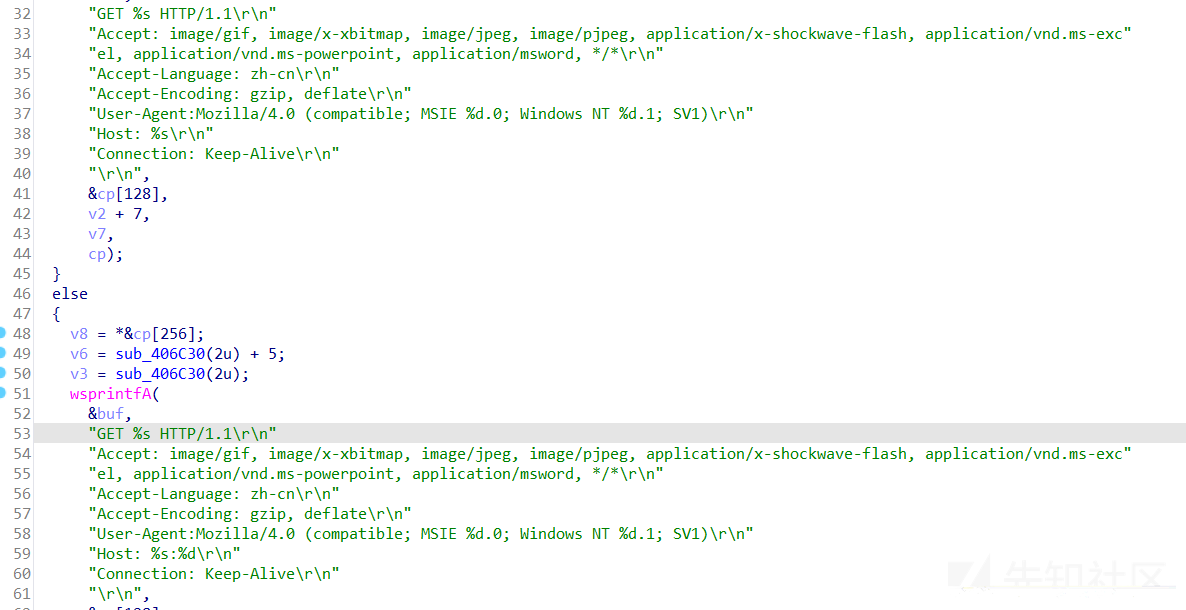 32 "GET %s HTTP/1.1\r\n"
33 "Accept: image/gif, image/x-xbitmap, image/jpeg, image/pjpeg, application/x-shockwave-flash, application/vnd.ms-exc"
34 "el, application/vnd.ms-powerpoint, application/msword, */*\r\n"
35 "Accept-Language: zh-cn\r\n"
36 "Accept-Encoding: gzip, deflate\r\n"
37 "User-Agent:Mozilla/4.0 (compatible; MSIE %d.0; Windows NT %d.1; SV1)\r\n"
38 "Host: %s\r\n"
39 "Connection: Keep-Alive\r\n"
40 "\r\n",
41 &cp[128],
42 v2 + 7,
43 v7,
44 cp);
45 }
46 else
47 {
48 v8 = *&cp[256];
49 v6 = sub_406C30(2u) + 5;
50 v3 = sub_406C30(2u);
51 wsprintfA(
52 &buf,
53 "GET %s HTTP/1.1\r\n"
54 "Accept: image/gif, image/x-xbitmap, image/jpeg, image/pjpeg, application/x-shockwave-flash, application/vnd.ms-exc"
55 "el, application/vnd.ms-powerpoint, application/msword, */*\r\n"
56 "Accept-Language: zh-cn\r\n"
57 "Accept-Encoding: gzip, deflate\r\n"
58 "User-Agent:Mozilla/4.0 (compatible; MSIE %d.0; Windows NT %d.1; SV1)\r\n"
59 "Host: %s:%d\r\n"
60 "Connection: Keep-Alive\r\n"
61 "\r\n",
先知社区